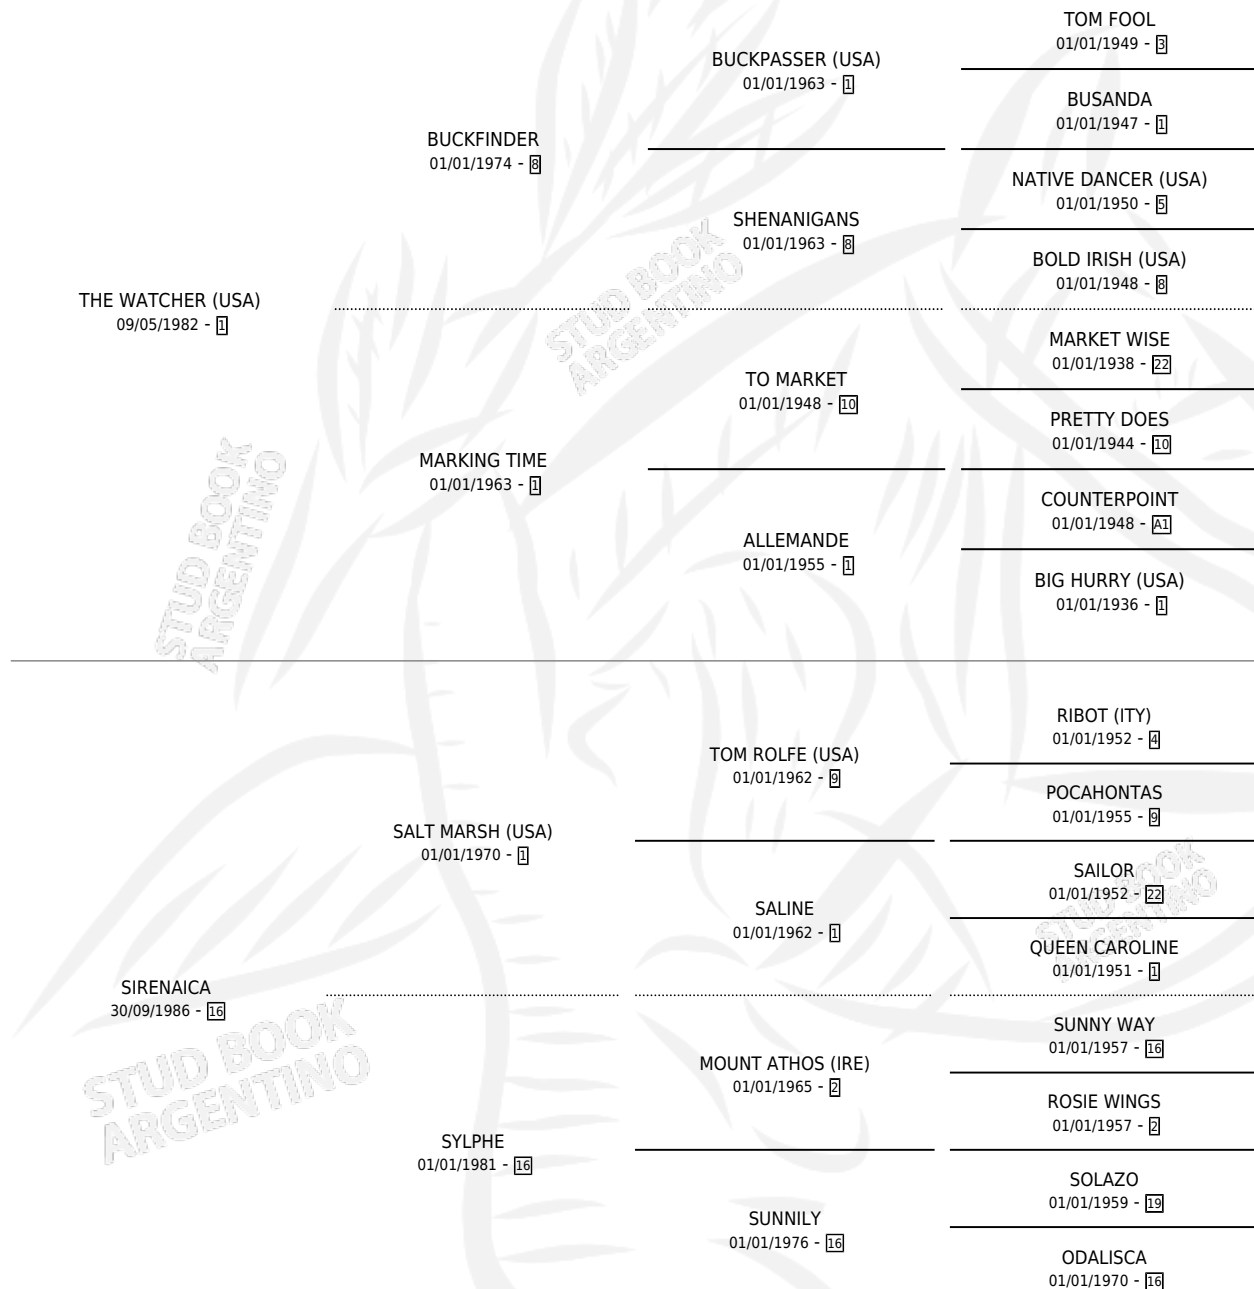 THE WATCHER (USA)
09/05/1982 - 1
BUCKFINDER
01/01/1974 - 8
BUCKPASSER (USA)
01/01/1963 - 1
TOM FOOL
01/01/1949 - 3
BUSANDA
01/01/1947 - 1
SHENANIGANS
01/01/1963 - 8
NATIVE DANCER (USA)
01/01/1950 - 5
BOLD IRISH (USA)
01/01/1948 - 8
MARKING TIME
01/01/1963 - 1
TO MARKET
01/01/1948 - 10
MARKET WISE
01/01/1938 - 22
PRETTY DOES
01/01/1944 - 10
ALLEMANDE
01/01/1955 - 1
COUNTERPOINT
01/01/1948 - A1
BIG HURRY (USA)
01/01/1936 - 1
SIRENAICA
30/09/1986 - 16
SALT MARSH (USA)
01/01/1970 - 1
TOM ROLFE (USA)
01/01/1962 - 9
RIBOT (ITY)
01/01/1952 - 4
POCAHONTAS
01/01/1955 - 9
SALINE
01/01/1962 - 1
SAILOR
01/01/1952 - 22
QUEEN CAROLINE
01/01/1951 - 1
SYLPHE
01/01/1981 - 16
MOUNT ATHOS (IRE)
01/01/1965 - 2
SUNNY WAY
01/01/1957 - 16
ROSIE WINGS
01/01/1957 - 2
SUNNILY
01/01/1976 - 16
SOLAZO
01/01/1959 - 19
ODALISCA
01/01/1970 - 16
STUD BOOK
ARGENTINO
STUD BOOK
ARGENTINO
STUD BOOK
ARGENTINO
STUD BOOK
ARGENTINO